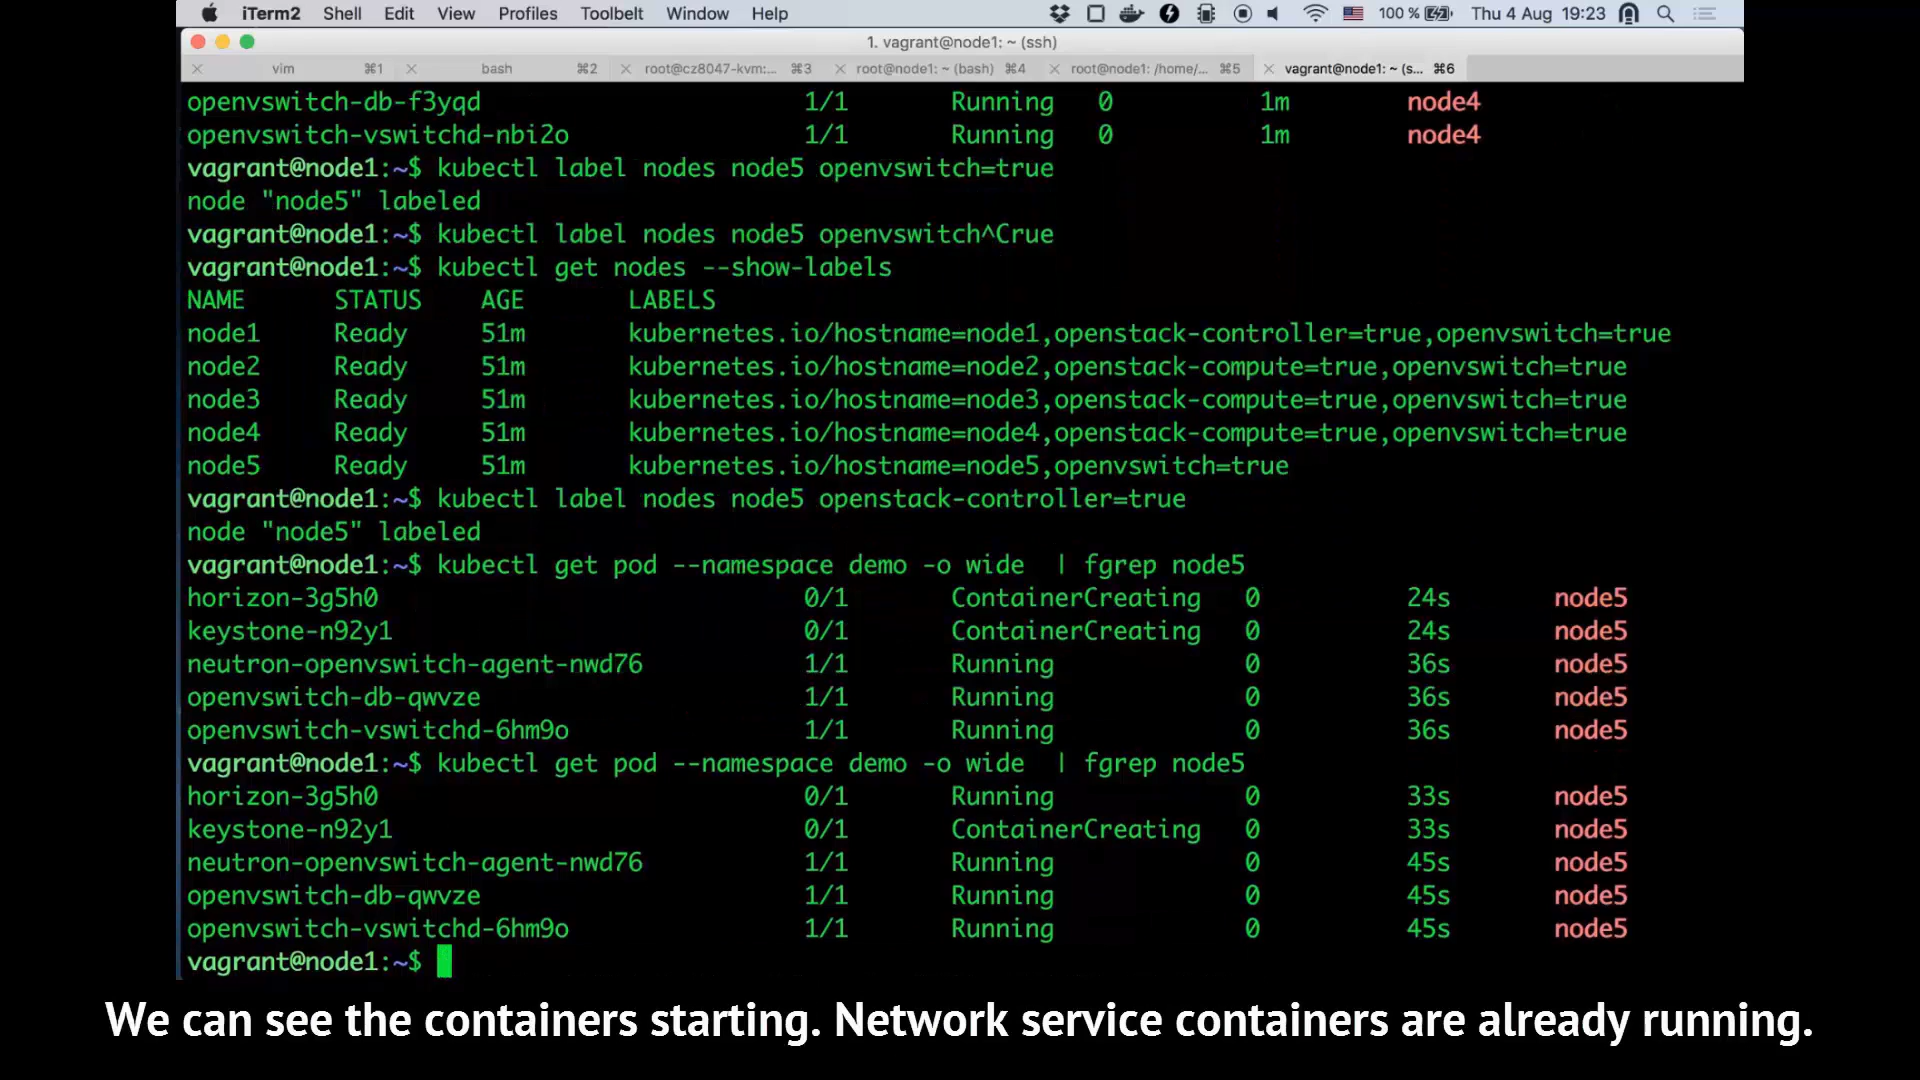 iTerm2 Shell Edit View Profiles Toolbelt Window Help 100 % Thu 4 Aug 19:23
1. vagrant@node1: ~ (ssh)
vim ⌘1 bash ⌘2 root@cz8047-kvm:... ⌘3 root@node1: ~ (bash) ⌘4 root@node1: /home/... ⌘5 vagrant@node1: ~ (s... ⌘6
openvswitch-db-f3yqd 1/1 Running 0 1m node4
openvswitch-vswitchd-nbi2o 1/1 Running 0 1m node4
vagrant@node1:~$ kubectl label nodes node5 openvswitch=true
node "node5" labeled
vagrant@node1:~$ kubectl label nodes node5 openvswitch^Crue
vagrant@node1:~$ kubectl get nodes --show-labels
NAME STATUS AGE LABELS
node1 Ready 51m kubernetes.io/hostname=node1,openstack-controller=true,openvswitch=true
node2 Ready 51m kubernetes.io/hostname=node2,openstack-compute=true,openvswitch=true
node3 Ready 51m kubernetes.io/hostname=node3,openstack-compute=true,openvswitch=true
node4 Ready 51m kubernetes.io/hostname=node4,openstack-compute=true,openvswitch=true
node5 Ready 51m kubernetes.io/hostname=node5,openvswitch=true
vagrant@node1:~$ kubectl label nodes node5 openstack-controller=true
node "node5" labeled
vagrant@node1:~$ kubectl get pod --namespace demo -o wide | fgrep node5
horizon-3g5h0 0/1 ContainerCreating 0 24s node5
keystone-n92y1 0/1 ContainerCreating 0 24s node5
neutron-openvswitch-agent-nwd76 1/1 Running 0 36s node5
openvswitch-db-qwvze 1/1 Running 0 36s node5
openvswitch-vswitchd-6hm9o 1/1 Running 0 36s node5
vagrant@node1:~$ kubectl get pod --namespace demo -o wide | fgrep node5
horizon-3g5h0 0/1 Running 0 33s node5
keystone-n92y1 0/1 ContainerCreating 0 33s node5
neutron-openvswitch-agent-nwd76 1/1 Running 0 45s node5
openvswitch-db-qwvze 1/1 Running 0 45s node5
openvswitch-vswitchd-6hm9o 1/1 Running 0 45s node5
vagrant@node1:~$
We can see the containers starting. Network service containers are already running.